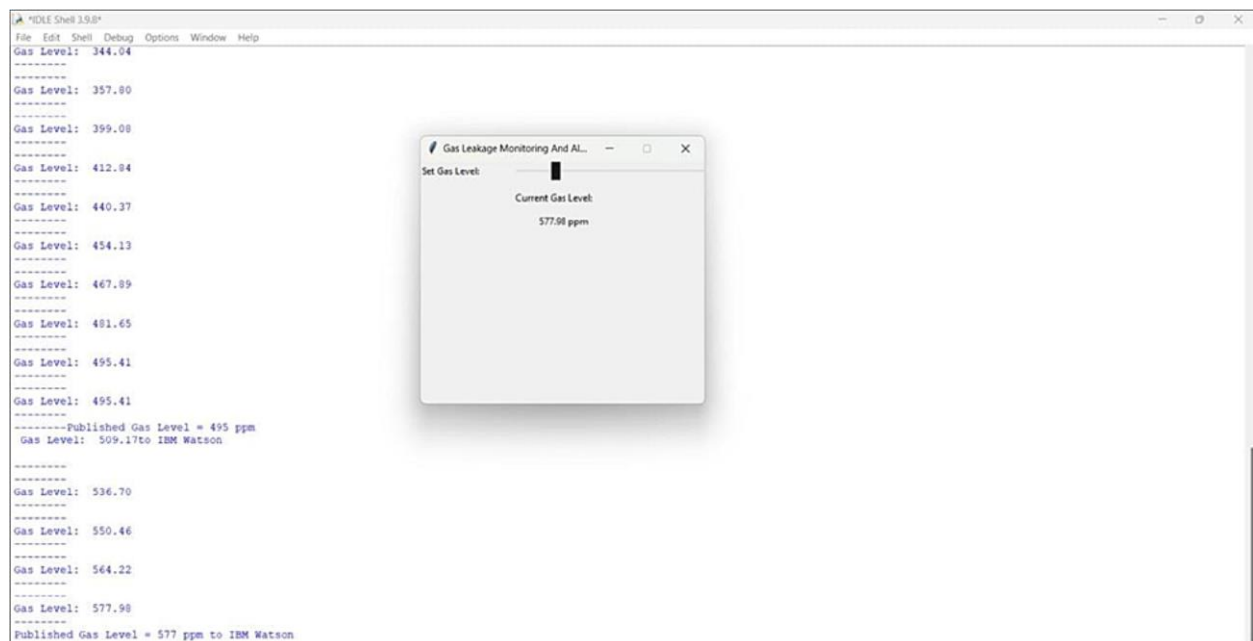 *IDLE Shell 3.9.8*
File Edit Shell Debug Options Window Help
Gas Level:  344.04
--------
--------
Gas Level:  357.80
--------
--------
Gas Level:  399.08
--------
--------
Gas Level:  412.84
--------
--------
Gas Level:  440.37
--------
--------
Gas Level:  454.13
--------
--------
Gas Level:  467.89
--------
--------
Gas Level:  481.65
--------
--------
Gas Level:  495.41
--------
--------
Gas Level:  495.41
--------
--------Published Gas Level = 495 ppm
Gas Level:  509.17to IBM Watson
--------
--------
Gas Level:  536.70
--------
--------
Gas Level:  550.46
--------
--------
Gas Level:  564.22
--------
--------
Gas Level:  577.98
--------
Published Gas Level = 577 ppm to IBM Watson
Gas Leakage Monitoring And Al...
Set Gas Level:
Current Gas Level:
577.98 ppm